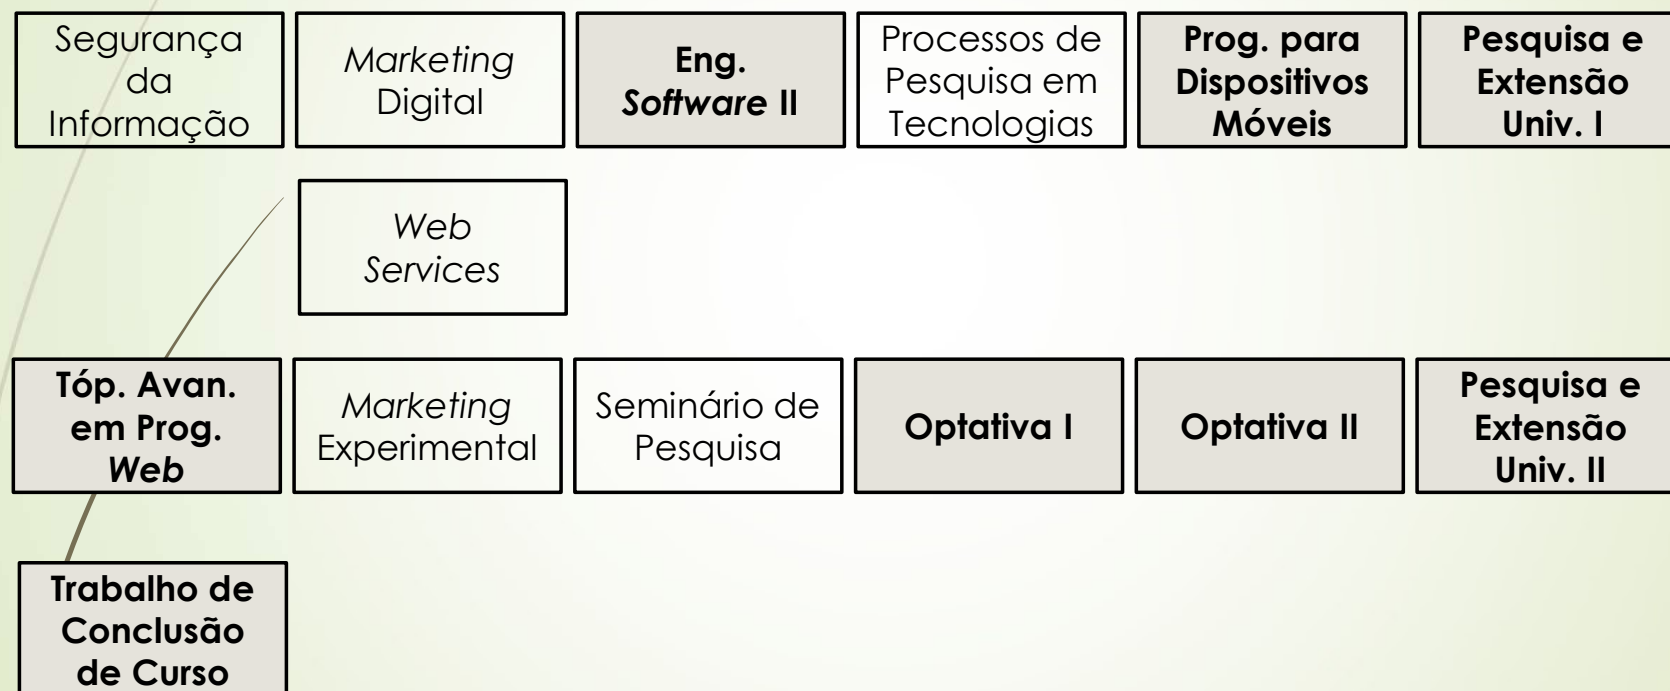 Segurança
da
Informação
Marketing
Digital
Eng.
Software II
Processos de
Pesquisa em
Tecnologias
Prog. para
Dispositivos
Móveis
Pesquisa e
Extensão
Univ. I
Web
Services
Tóp. Avan.
em Prog.
Web
Marketing
Experimental
Seminário de
Pesquisa
Optativa I
Optativa II
Pesquisa e
Extensão
Univ. II
Trabalho de
Conclusão
de Curso